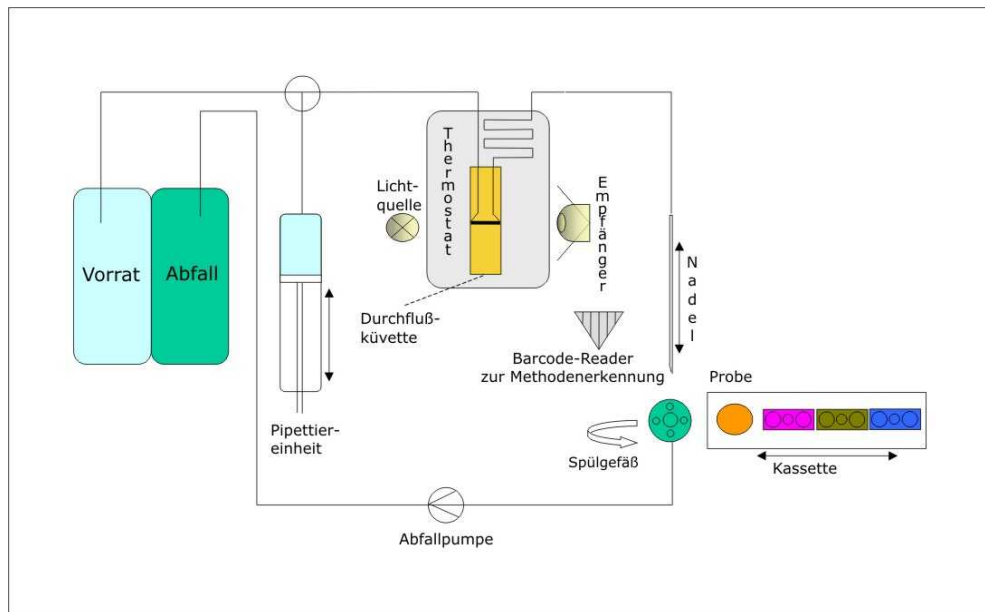 Thermostat
Licht-
quelle
Empfänger
Nadel
Vorrat
Abfall
Durchfluß-
küvette
Barcode-Reader
zur Methodenerkennung
Probe
Pipettier-
einheit
Spülgefäß
Kassette
Abfallpumpe